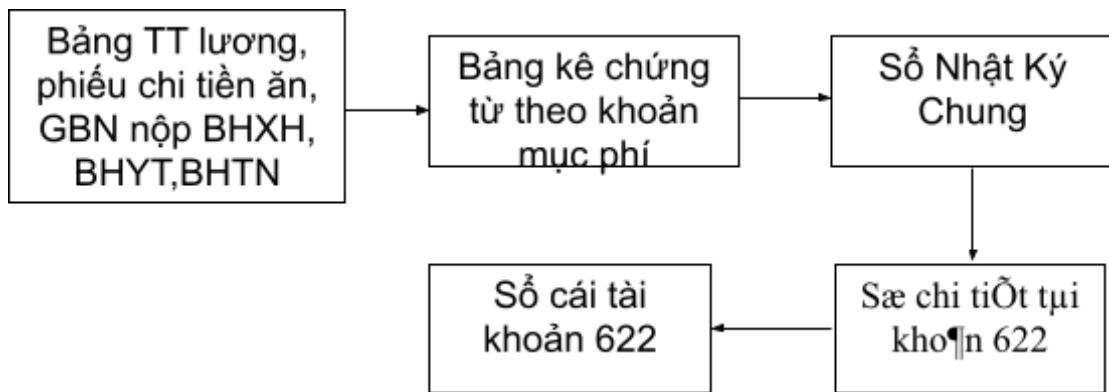 Bảng TT lương,
phiếu chi tiền ăn,
GBN nộp BHXH,
BHYT,BHTN
Bảng kê chứng
từ theo khoản
mục phí
Sổ Nhật Ký
Chung
Sổ cái tài
khoản 622
Sæ chi tiÕt tµi
kho¶n 622